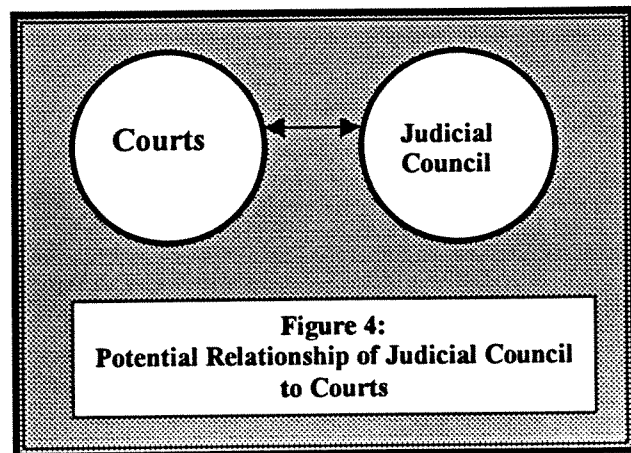 Courts
Judicial
Council
Figure 4:
Potential Relationship of Judicial Council
to Courts